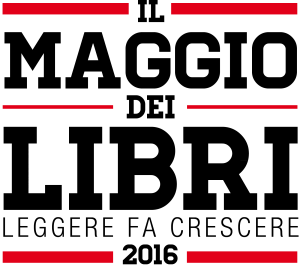 IL
MAGGIO
DEI
LIBRI
LEGGERE FA CRESCERE
2016